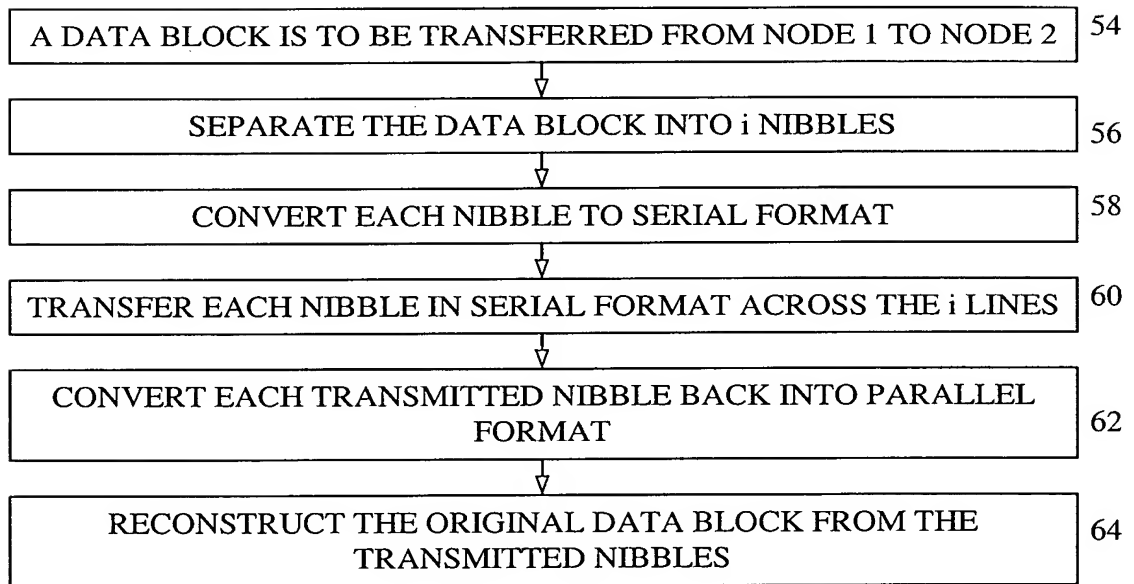 A DATA BLOCK IS TO BE TRANSFERRED FROM NODE 1 TO NODE 2 54
SEPARATE THE DATA BLOCK INTO i NIBBLES 56
CONVERT EACH NIBBLE TO SERIAL FORMAT 58
TRANSFER EACH NIBBLE IN SERIAL FORMAT ACROSS THE i LINES 60
CONVERT EACH TRANSMITTED NIBBLE BACK INTO PARALLEL
FORMAT 62
RECONSTRUCT THE ORIGINAL DATA BLOCK FROM THE
TRANSMITTED NIBBLES 64